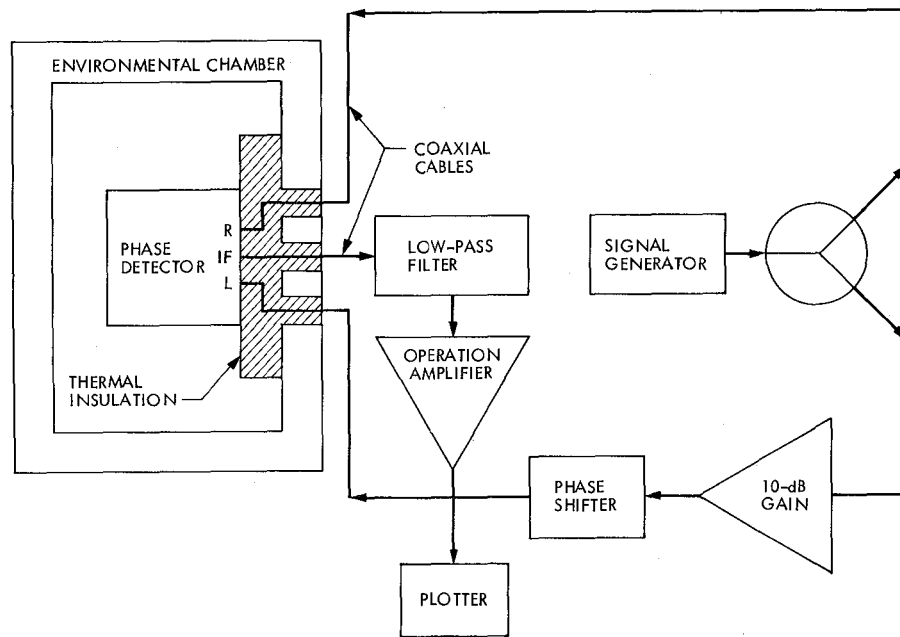 ENVIRONMENTAL CHAMBER
COAXIAL
CABLES
R
PHASE
DETECTOR
IF
L
LOW-PASS
FILTER
SIGNAL
GENERATOR
THERMAL
INSULATION
OPERATION
AMPLIFIER
PHASE
SHIFTER
10-dB
GAIN
PLOTTER